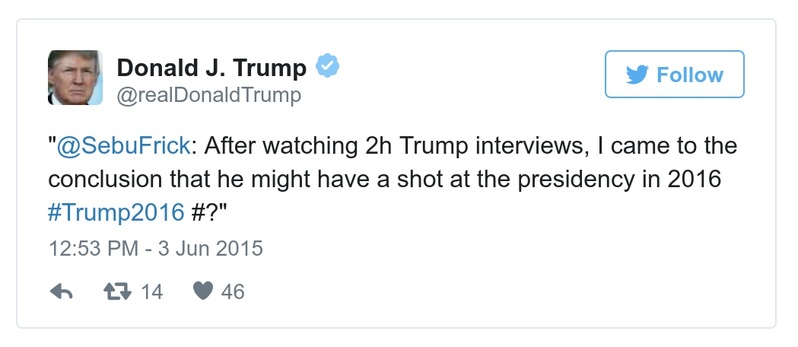 Donald J. Trump
@realDonaldTrump
Follow
"@SebuFrick: After watching 2h Trump interviews, I came to the
conclusion that he might have a shot at the presidency in 2016
#Trump2016 #?"
12:53 PM - 3 Jun 2015
14 46